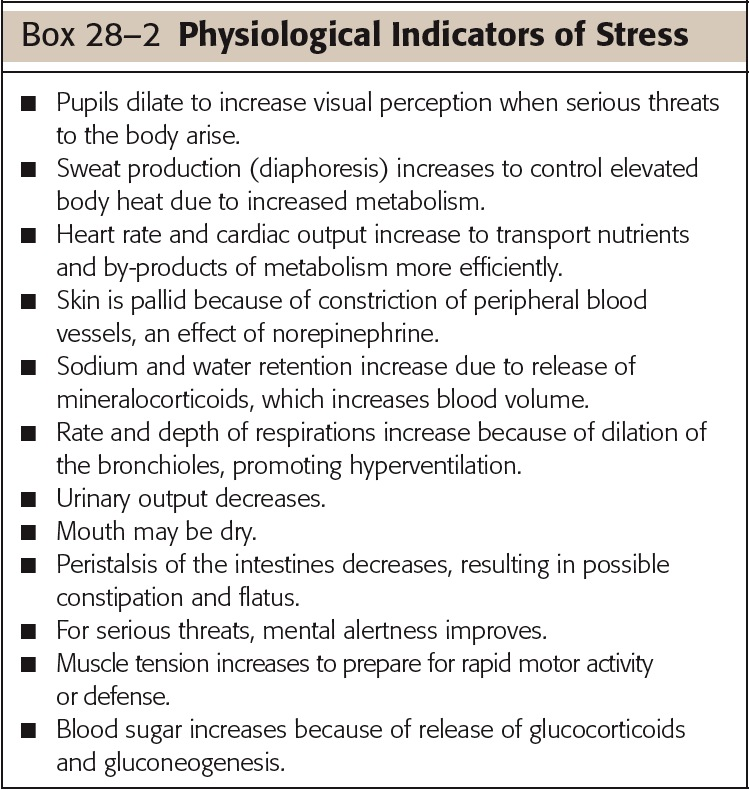 Box 28–2 Physiological Indicators of Stress
■ Pupils dilate to increase visual perception when serious threats
to the body arise.
■ Sweat production (diaphoresis) increases to control elevated
body heat due to increased metabolism.
■ Heart rate and cardiac output increase to transport nutrients
and by-products of metabolism more efficiently.
■ Skin is pallid because of constriction of peripheral blood
vessels, an effect of norepinephrine.
■ Sodium and water retention increase due to release of
mineralocorticoids, which increases blood volume.
■ Rate and depth of respirations increase because of dilation of
the bronchioles, promoting hyperventilation.
■ Urinary output decreases.
■ Mouth may be dry.
■ Peristalsis of the intestines decreases, resulting in possible
constipation and flatus.
■ For serious threats, mental alertness improves.
■ Muscle tension increases to prepare for rapid motor activity
or defense.
■ Blood sugar increases because of release of glucocorticoids
and gluconeogenesis.